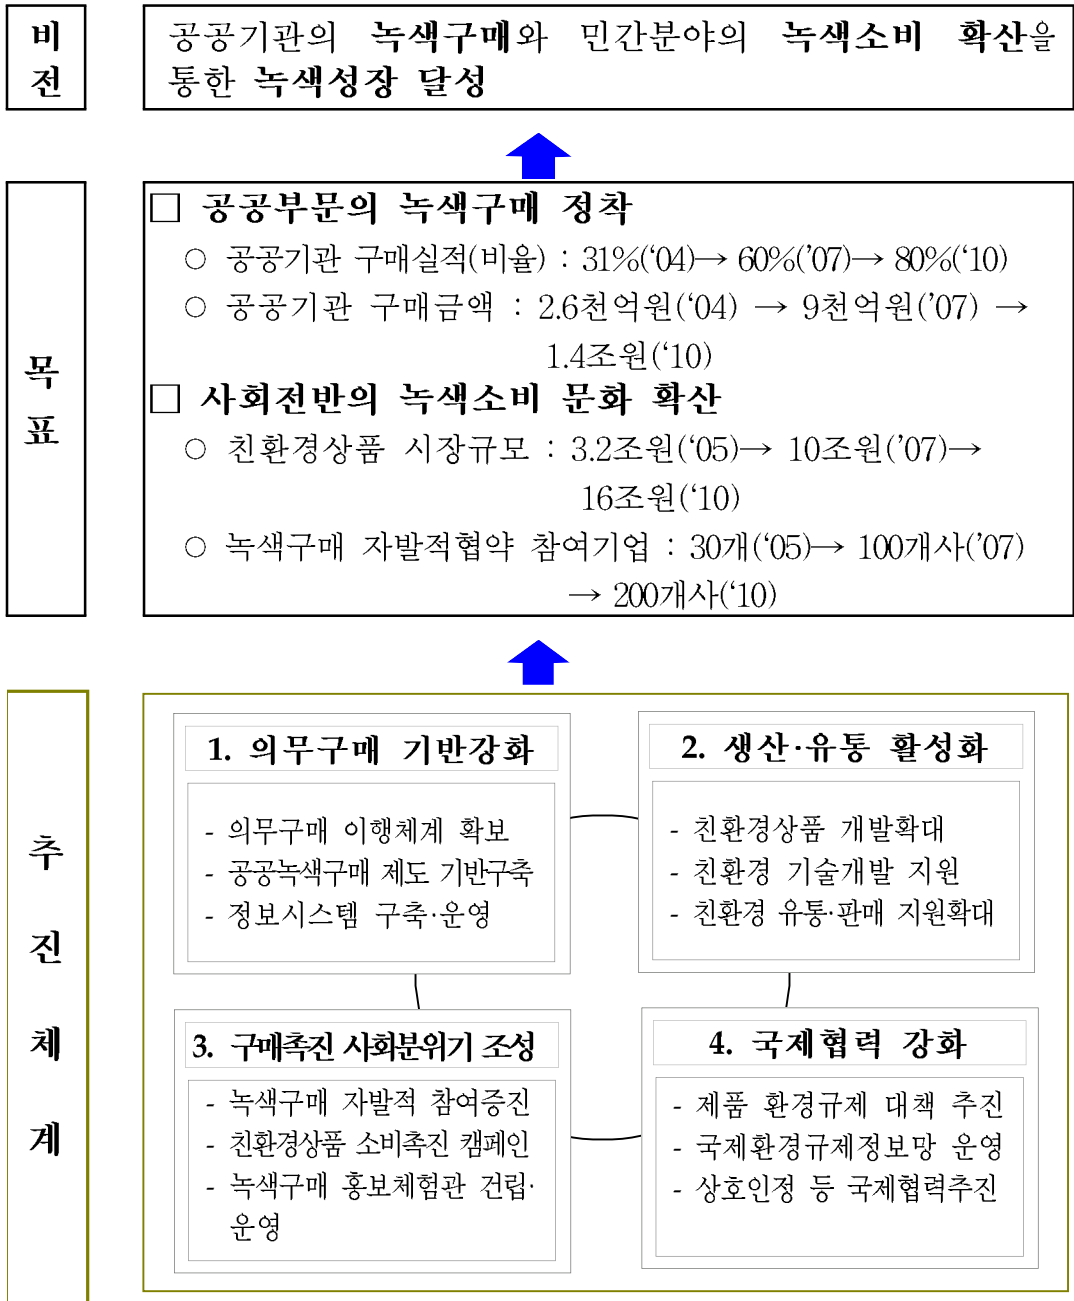 비
전
공공기관의 녹색구매와 민간분야의 녹색소비 확산을
통한 녹색성장 달성
목
표
□ 공공부문의 녹색구매 정착
○ 공공기관 구매실적(비율) : 31%(‘04)→ 60%(’07)→ 80%(‘10)
○ 공공기관 구매금액 : 2.6천억원(‘04) → 9천억원(’07) →
1.4조원(‘10)
□ 사회전반의 녹색소비 문화 확산
○ 친환경상품 시장규모 : 3.2조원(‘05)→ 10조원(’07)→
16조원(‘10)
○ 녹색구매 자발적협약 참여기업 : 30개(‘05)→ 100개사(’07)
→ 200개사(‘10)
추
진
체
계
1. 의무구매 기반강화
- 의무구매 이행체계 확보
- 공공녹색구매 제도 기반구축
- 정보시스템 구축·운영
2. 생산·유통 활성화
- 친환경상품 개발확대
- 친환경 기술개발 지원
- 친환경 유통·판매 지원확대
3. 구매촉진 사회분위기 조성
- 녹색구매 자발적 참여증진
- 친환경상품 소비촉진 캠페인
- 녹색구매 홍보체험관 건립·
운영
4. 국제협력 강화
- 제품 환경규제 대책 추진
- 국제환경규제정보망 운영
- 상호인정 등 국제협력추진